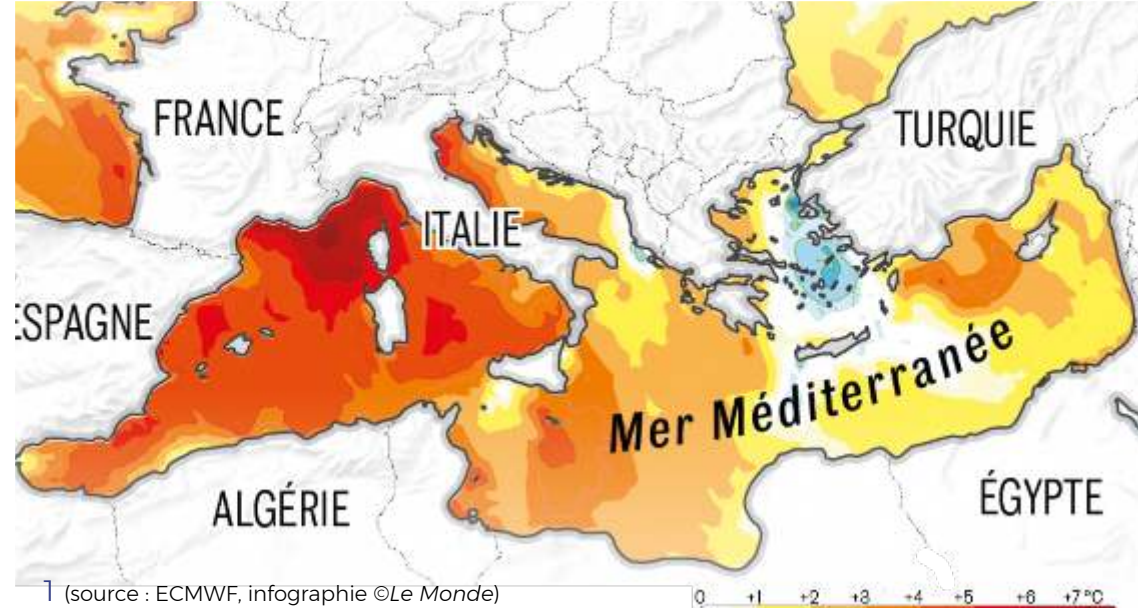 FRANCE
TURQUIE
ITALIE
ESPAGNE
Mer Méditerranée
ÉGYPTE
ALGÉRIE
1 (source : ECMWF, infographie ©Le Monde)
0 +1 +2 +3 +4 +5 +6 +7°C